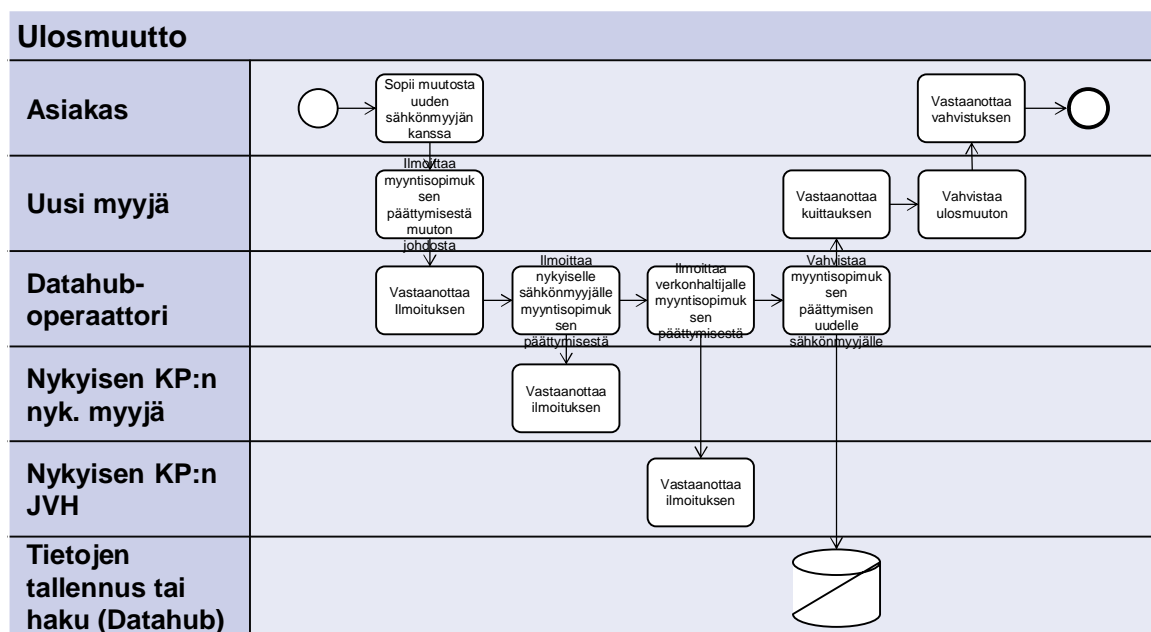 Ulosmuutto
Asiakas
Sopii muutosta
uuden
sähkönmyyjän
kanssa
Vastaanottaa
vahvistuksen
Uusi myyjä
Ilmoittaa
myyntisopimuk
sen
päättymisestä
muuton
johdosta
Vastaanottaa
kuittauksen
Vahvistaa
ulosmuuton
Datahub-
operaattori
Vastaanottaa
Ilmoituksen
Ilmoittaa
nykyiselle
sähkönmyyjälle
myyntisopimuk
sen
päättymisestä
Ilmoittaa
verkonhaltijalle
myyntisopimuk
sen
päättymisestä
Vahvistaa
myyntisopimuk
sen
päättymisen
uudelle
sähkönmyyjälle
Nykyisen KP:n
nyk. myyjä
Vastaanottaa
ilmoituksen
Nykyisen KP:n
JVH
Vastaanottaa
ilmoituksen
Tietojen
tallennus tai
haku (Datahub)